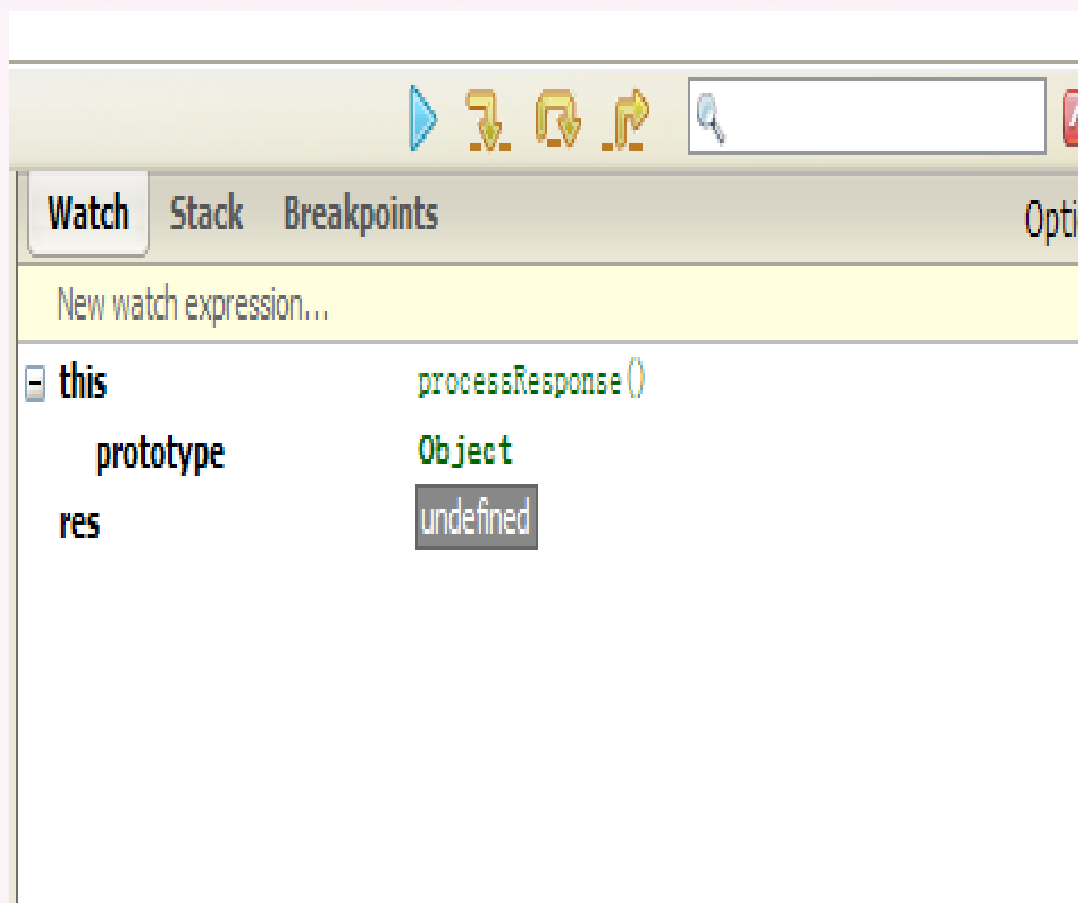 Watch Stack Breakpoints
New watch expression...
this processResponse()
prototype Object
res undefined